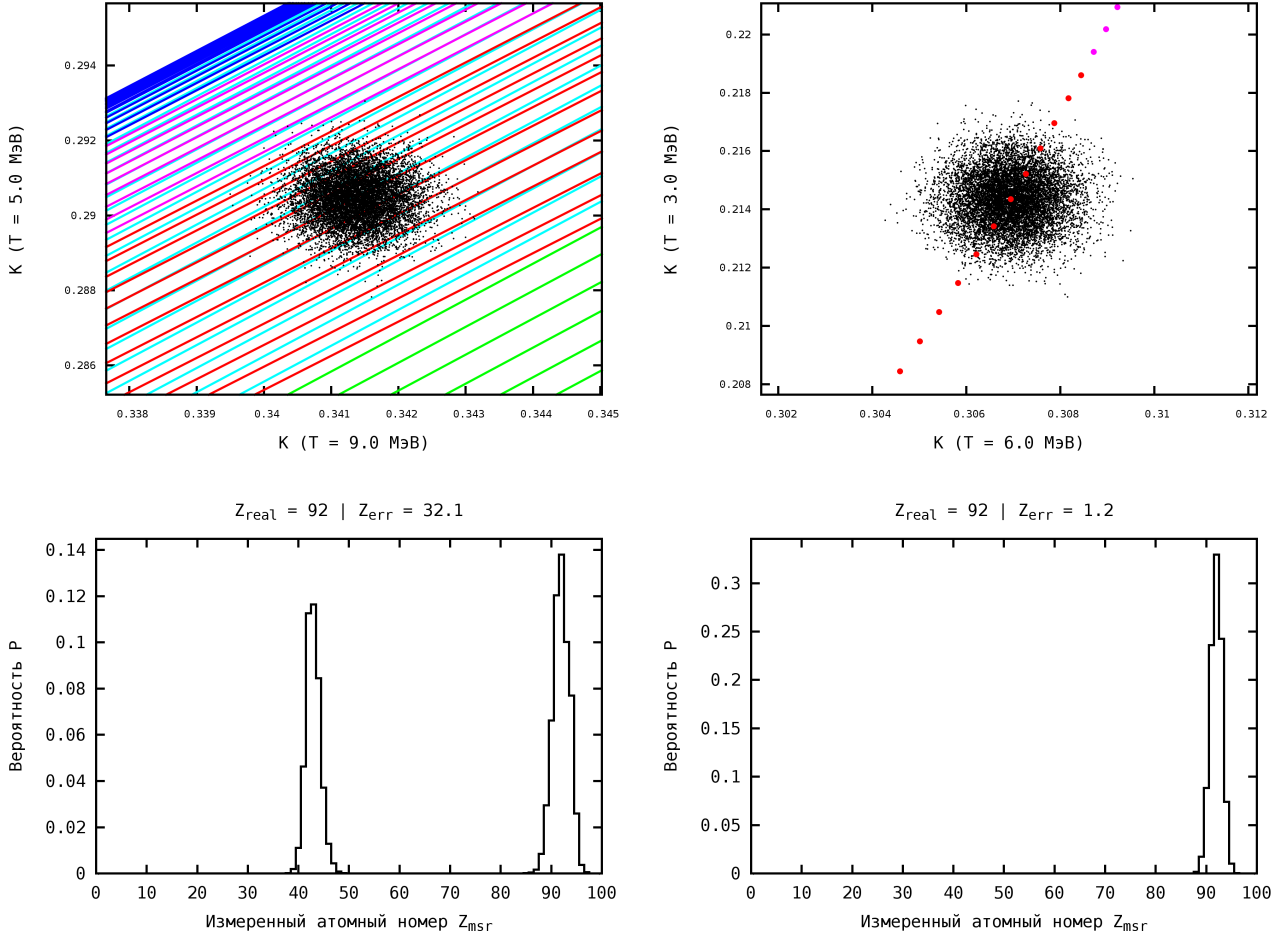 0.294
0.292
0.29
0.288
0.286
K (T = 5.0 МэВ)
0.338 0.339 0.34 0.341 0.342 0.343 0.344 0.345
K (T = 9.0 МэВ)
0.22
0.218
0.216
0.214
0.212
0.21
0.208
K (T = 3.0 МэВ)
0.302 0.304 0.306 0.308 0.31 0.312
K (T = 6.0 МэВ)
Zreal = 92 | Zerr = 32.1
0.14
0.12
0.1
0.08
0.06
0.04
0.02
0
Вероятность P
0 10 20 30 40 50 60 70 80 90 100
Измеренный атомный номер Zmsr
Zreal = 92 | Zerr = 1.2
0.3
0.25
0.2
0.15
0.1
0.05
0
Вероятность P
0 10 20 30 40 50 60 70 80 90 100
Измеренный атомный номер Zmsr